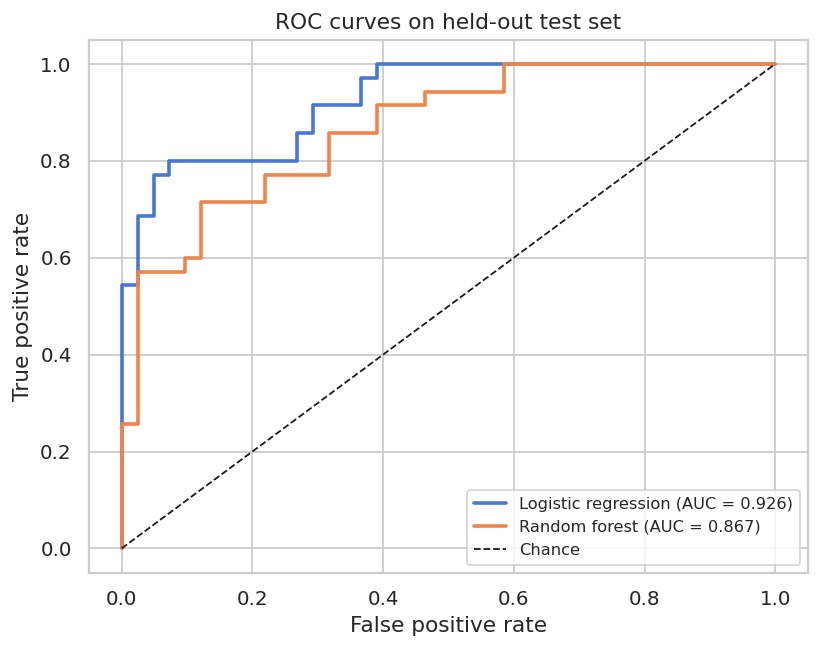 ROC curves on held-out test set
True positive rate
1.0
0.8
0.6
0.4
0.2
0.0
0.0 0.2 0.4 0.6 0.8 1.0
False positive rate
Logistic regression (AUC = 0.926)
Random forest (AUC = 0.867)
Chance